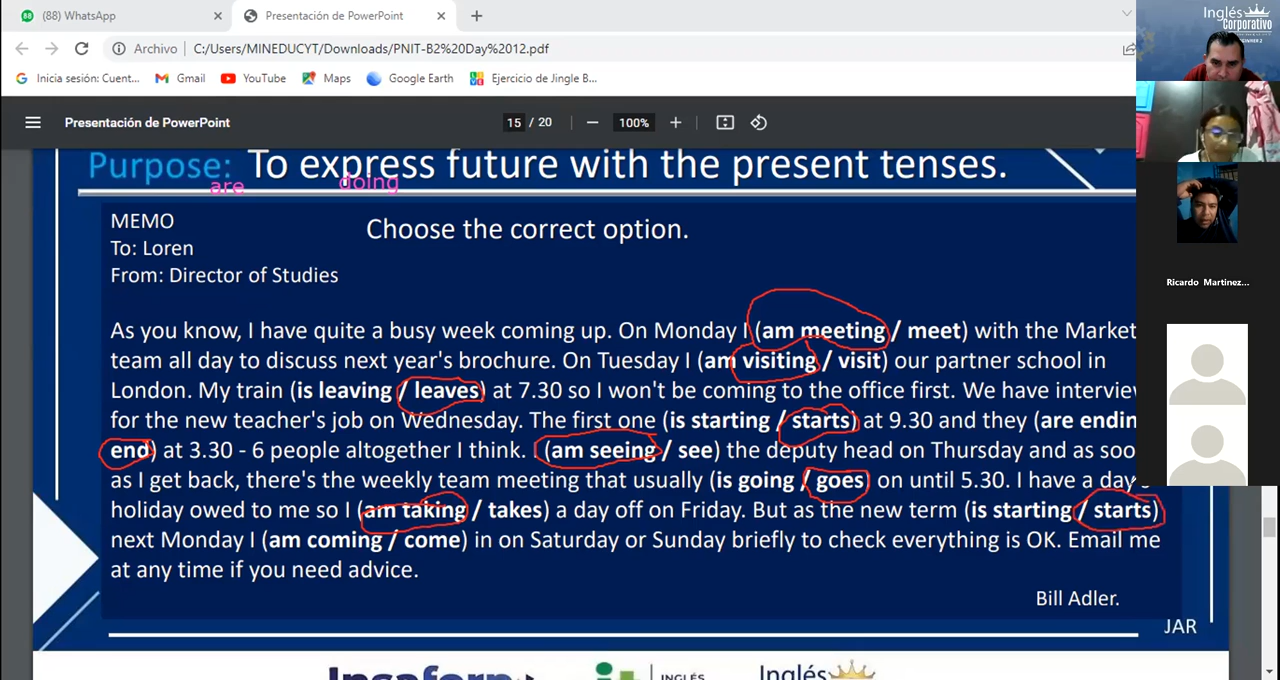 (88) WhatsApp
Presentación de PowerPoint
Archivo
C:/Users/MINEDUCYT/Downloads/PNIT-B2%20Day%2012.pdf
Inicia sesión: Cuent...
Gmail
YouTube
Maps
Google Earth
Ejercicio de Jingle B...
Presentación de PowerPoint
15 / 20
100%
Inglés
Corporativo
Ricardo Martinez...
Purpose: To express future with the present tenses.
are doing
MEMO
To: Loren
From: Director of Studies
Choose the correct option.
As you know, I have quite a busy week coming up. On Monday I (am meeting / meet) with the Market
team all day to discuss next year's brochure. On Tuesday I (am visiting / visit) our partner school in
London. My train (is leaving / leaves) at 7.30 so I won't be coming to the office first. We have interview
for the new teacher's job on Wednesday. The first one (is starting / starts) at 9.30 and they (are endin
end) at 3.30 - 6 people altogether I think. I (am seeing / see) the deputy head on Thursday and as soo
as I get back, there's the weekly team meeting that usually (is going / goes) on until 5.30. I have a day's
holiday owed to me so I (am taking / takes) a day off on Friday. But as the new term (is starting / starts)
next Monday I (am coming / come) in on Saturday or Sunday briefly to check everything is OK. Email me
at any time if you need advice.
Bill Adler.
JAR
INGLÉS
Inglés